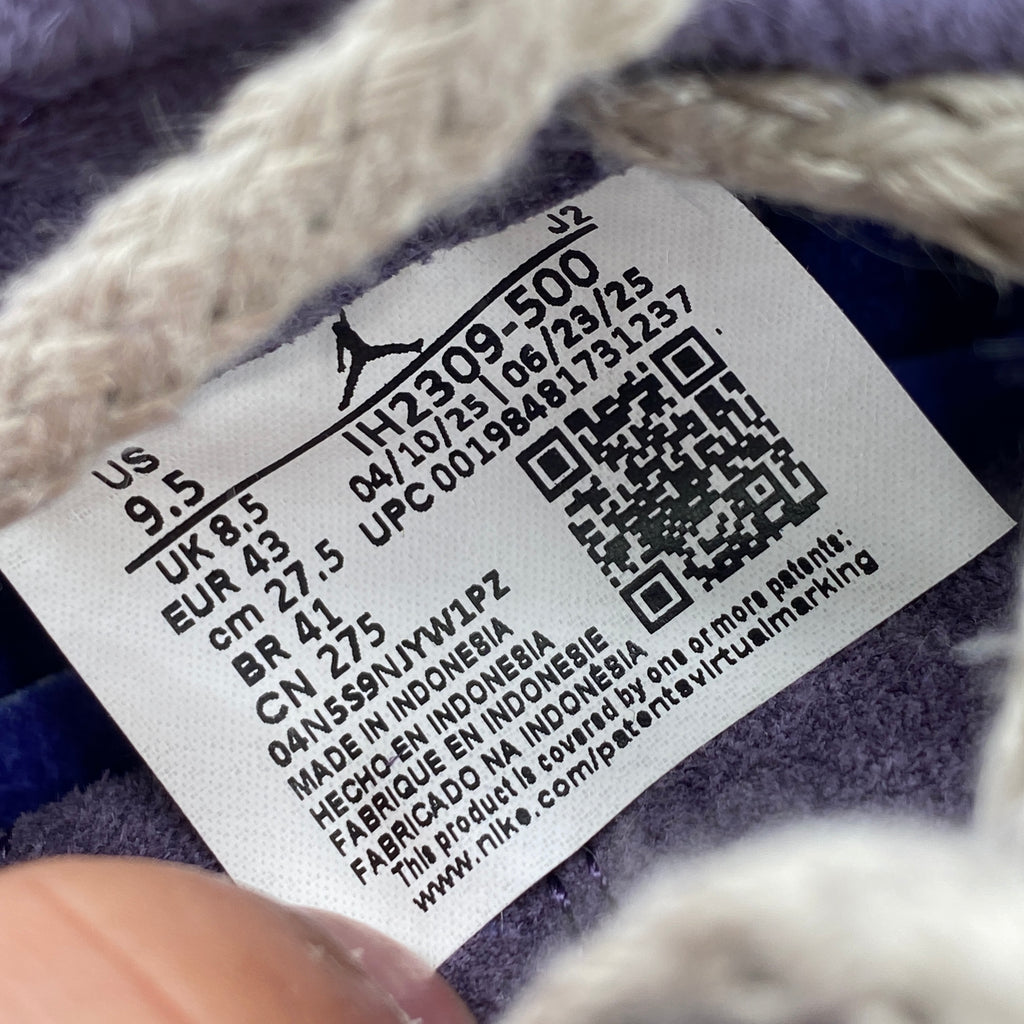 J2
US
9.5
IH2309-500
04/10/25 | 06/23/25
UPC 00198481731237
UK 8.5
EUR 43
cm 27.5
BR 41
CN 275
04N5S9NJYW1PZ
MADE IN INDONESIA
HECHO EN INDONESIA
FABRIQUE EN INDONESIE
FABRICADO NA INDONÉSIA
This product is covered by one or more patents:
www.nike.com/patentavirtualmarking